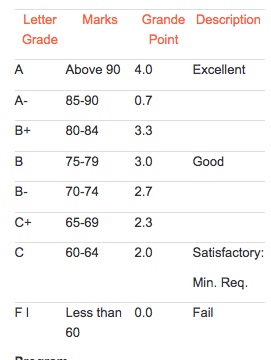 Letter Marks Grande Description
Grade Point
A Above 90 4.0 Excellent
A- 85-90 0.7
B+ 80-84 3.3
B 75-79 3.0 Good
B- 70-74 2.7
C+ 65-69 2.3
C 60-64 2.0 Satisfactory:
Min. Req.
F I Less than 0.0 Fail
60